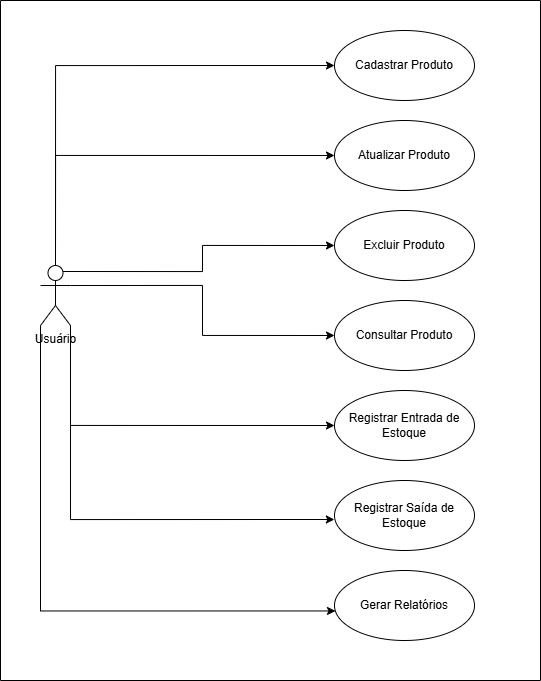 Cadastrar Produto
Atualizar Produto
Excluir Produto
Consultar Produto
Usuário
Registrar Entrada de
Estoque
Registrar Saída de
Estoque
Gerar Relatórios